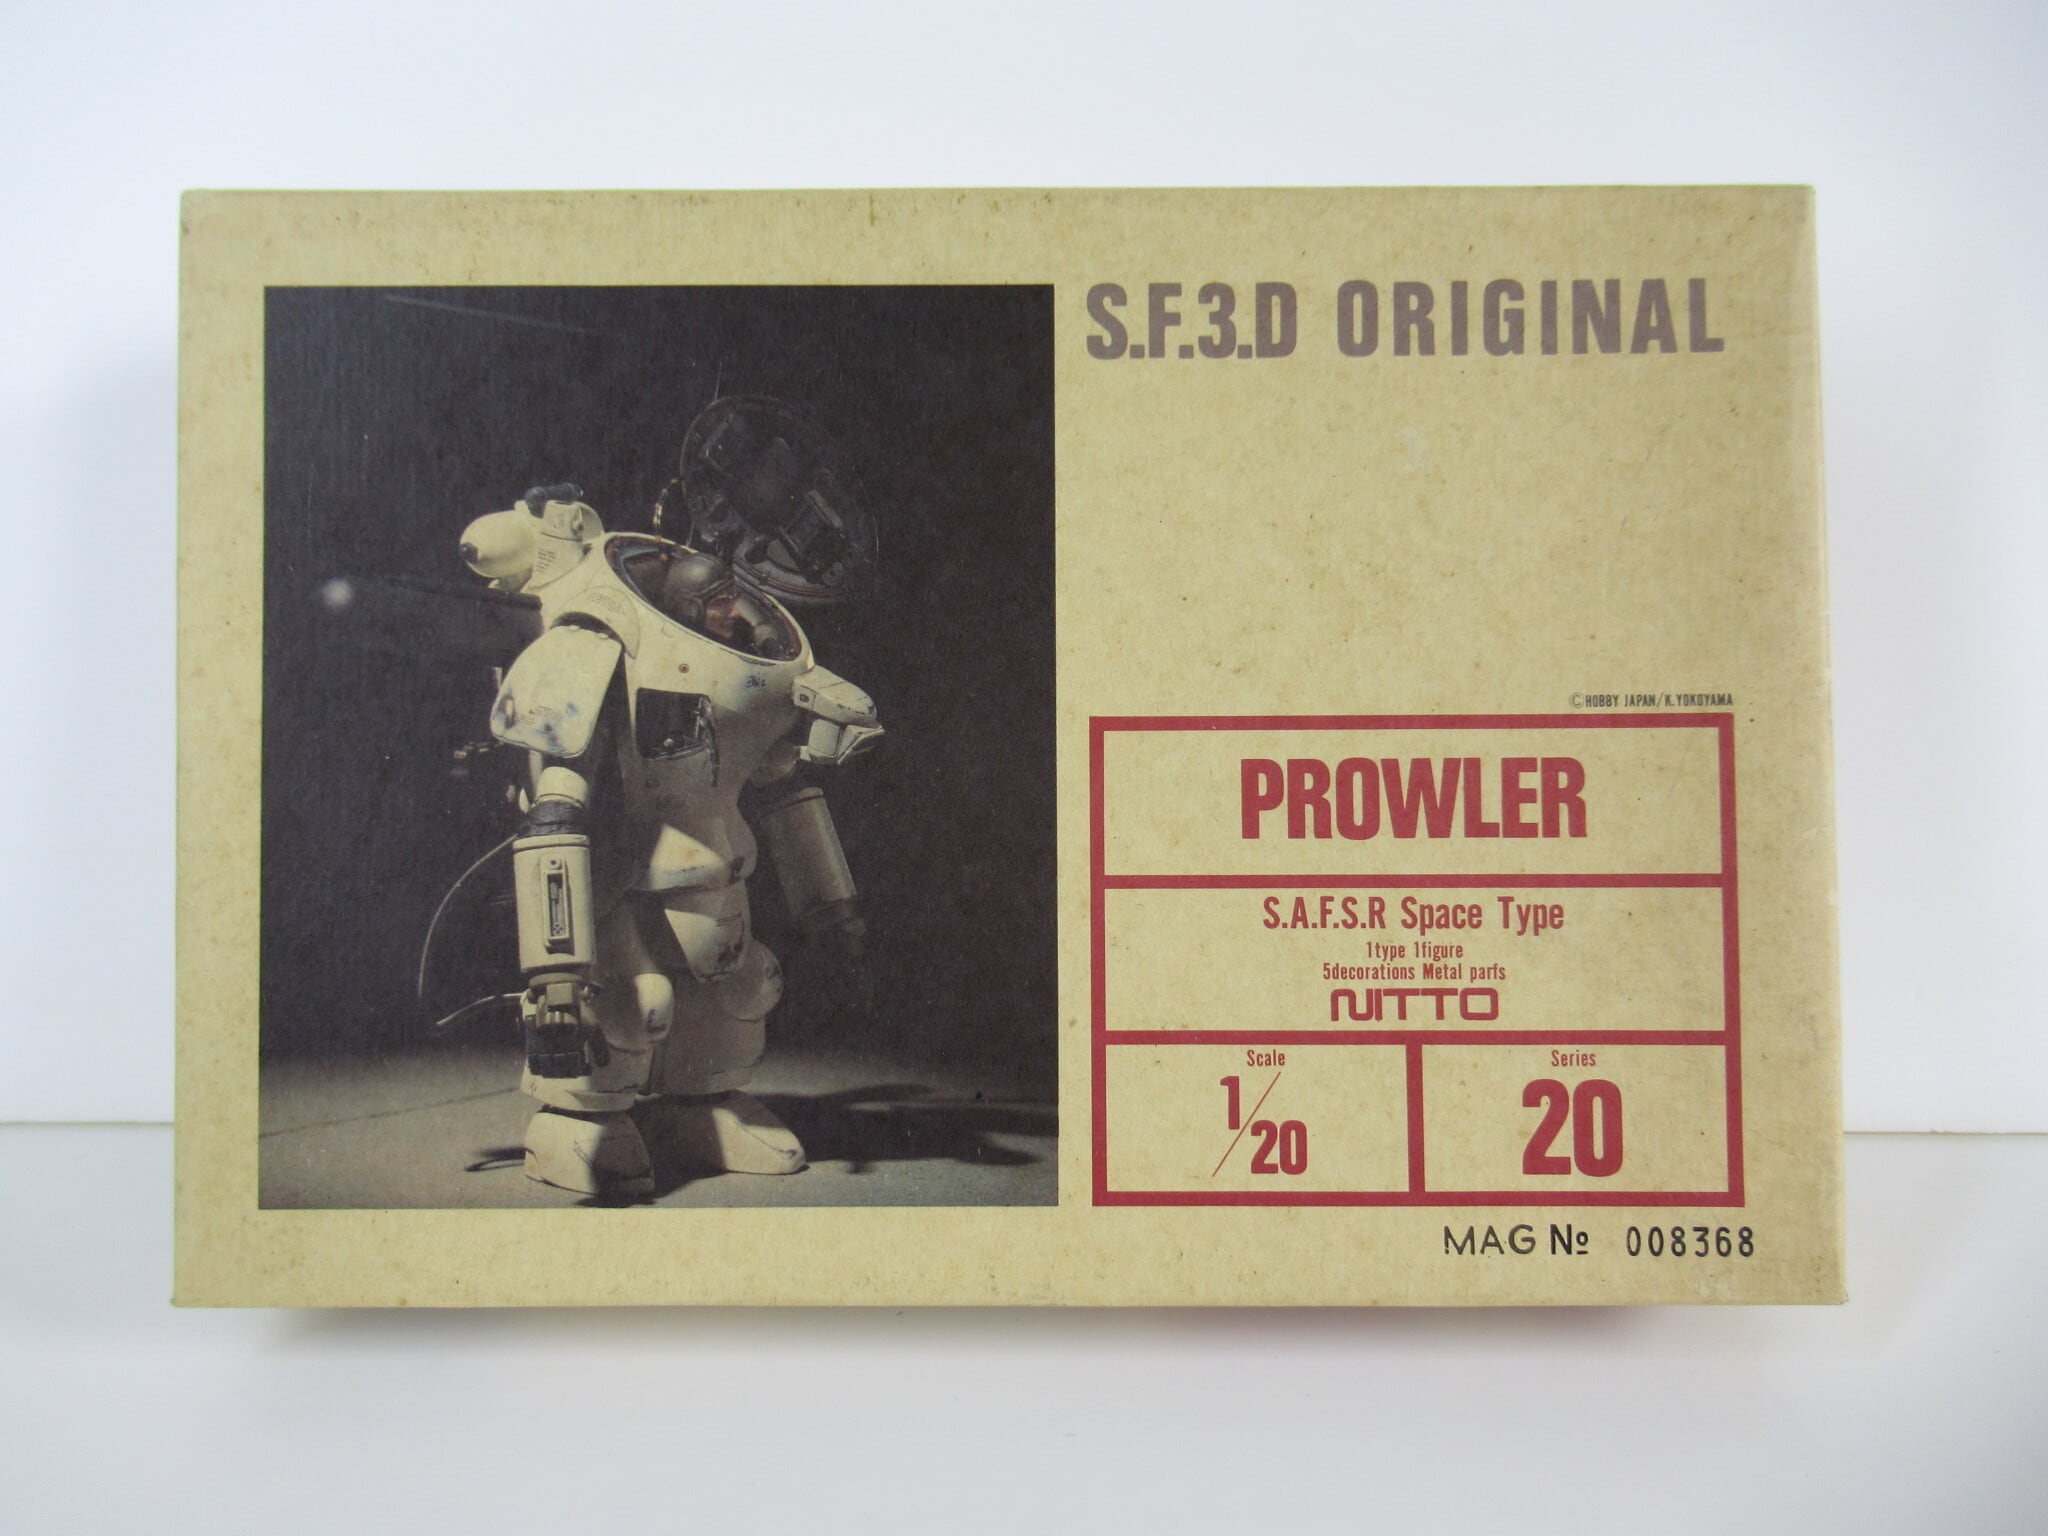 S.F.3.D ORIGINAL
©HOBBY JAPAN/K.YOKOYAMA
PROWLER
S.A.F.S.R Space Type
1type 1figure
5decorations Metal parfs
NITTO
Scale
1/20
Series
20
MAG № 008368